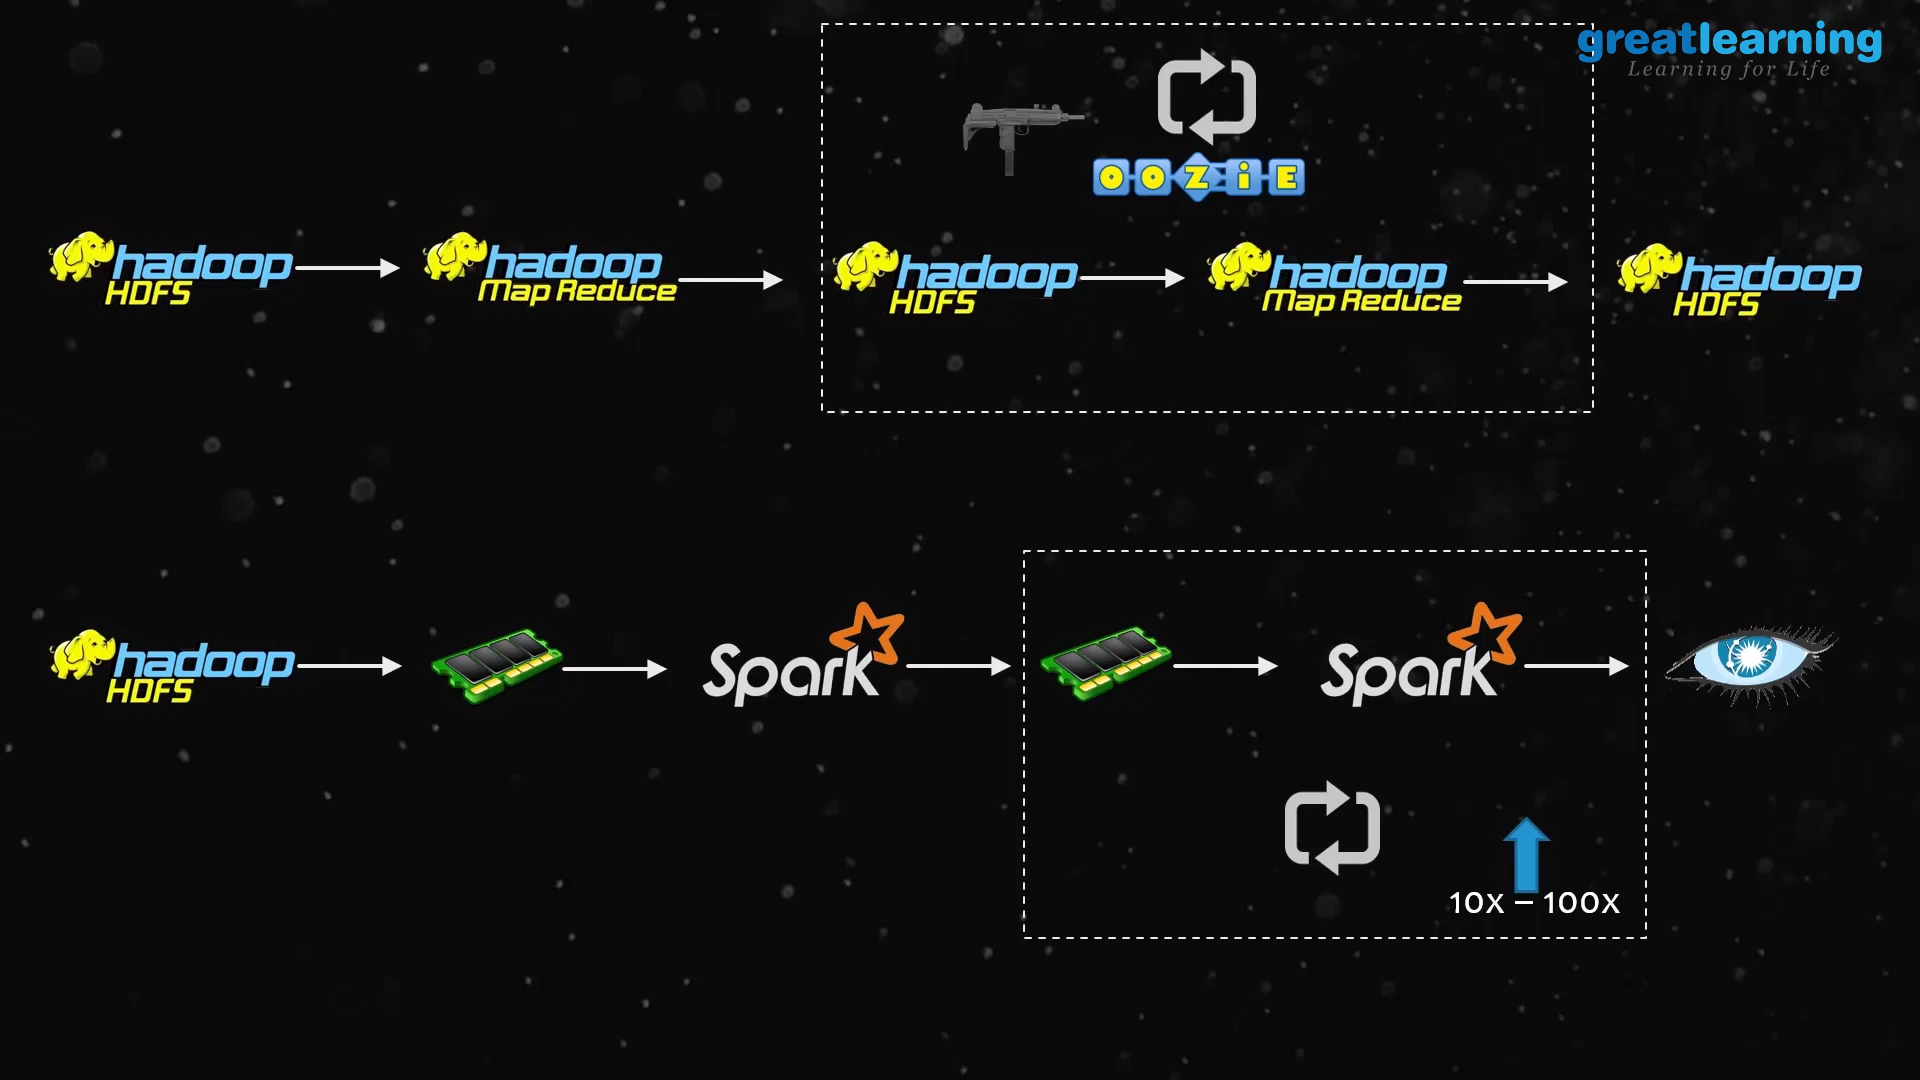 greatlearning
Learning for Life
OOZiE
hadoop
HDFS
hadoop
Map Reduce
hadoop
HDFS
hadoop
Map Reduce
hadoop
HDFS
hadoop
HDFS
Spark
Spark
10x – 100x